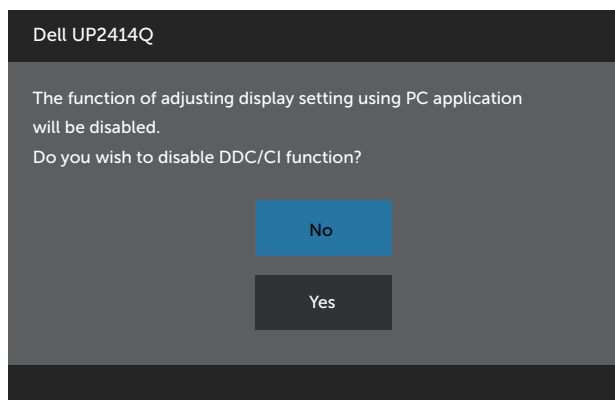 Dell UP2414Q
The function of adjusting display setting using PC application
will be disabled.
Do you wish to disable DDC/CI function?
No
Yes